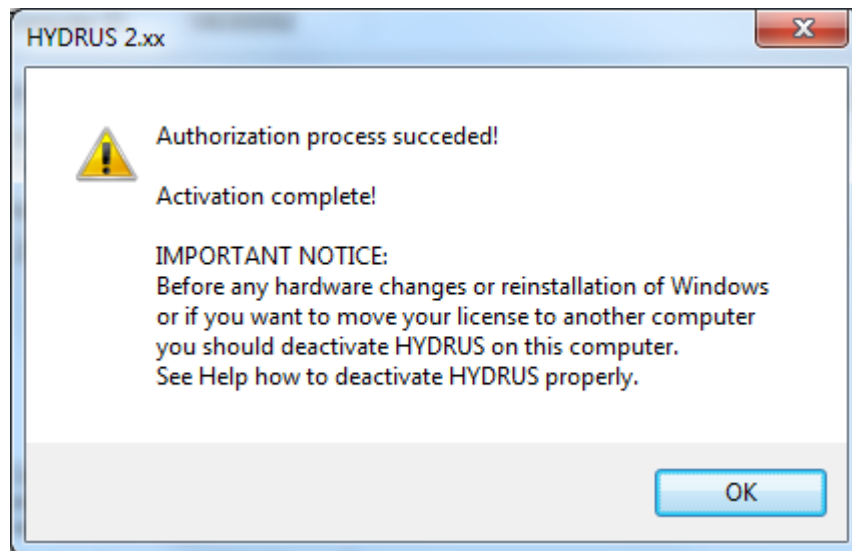 HYDRUS 2.xx
Authorization process succeded!
Activation complete!
IMPORTANT NOTICE:
Before any hardware changes or reinstallation of Windows
or if you want to move your license to another computer
you should deactivate HYDRUS on this computer.
See Help how to deactivate HYDRUS properly.
OK